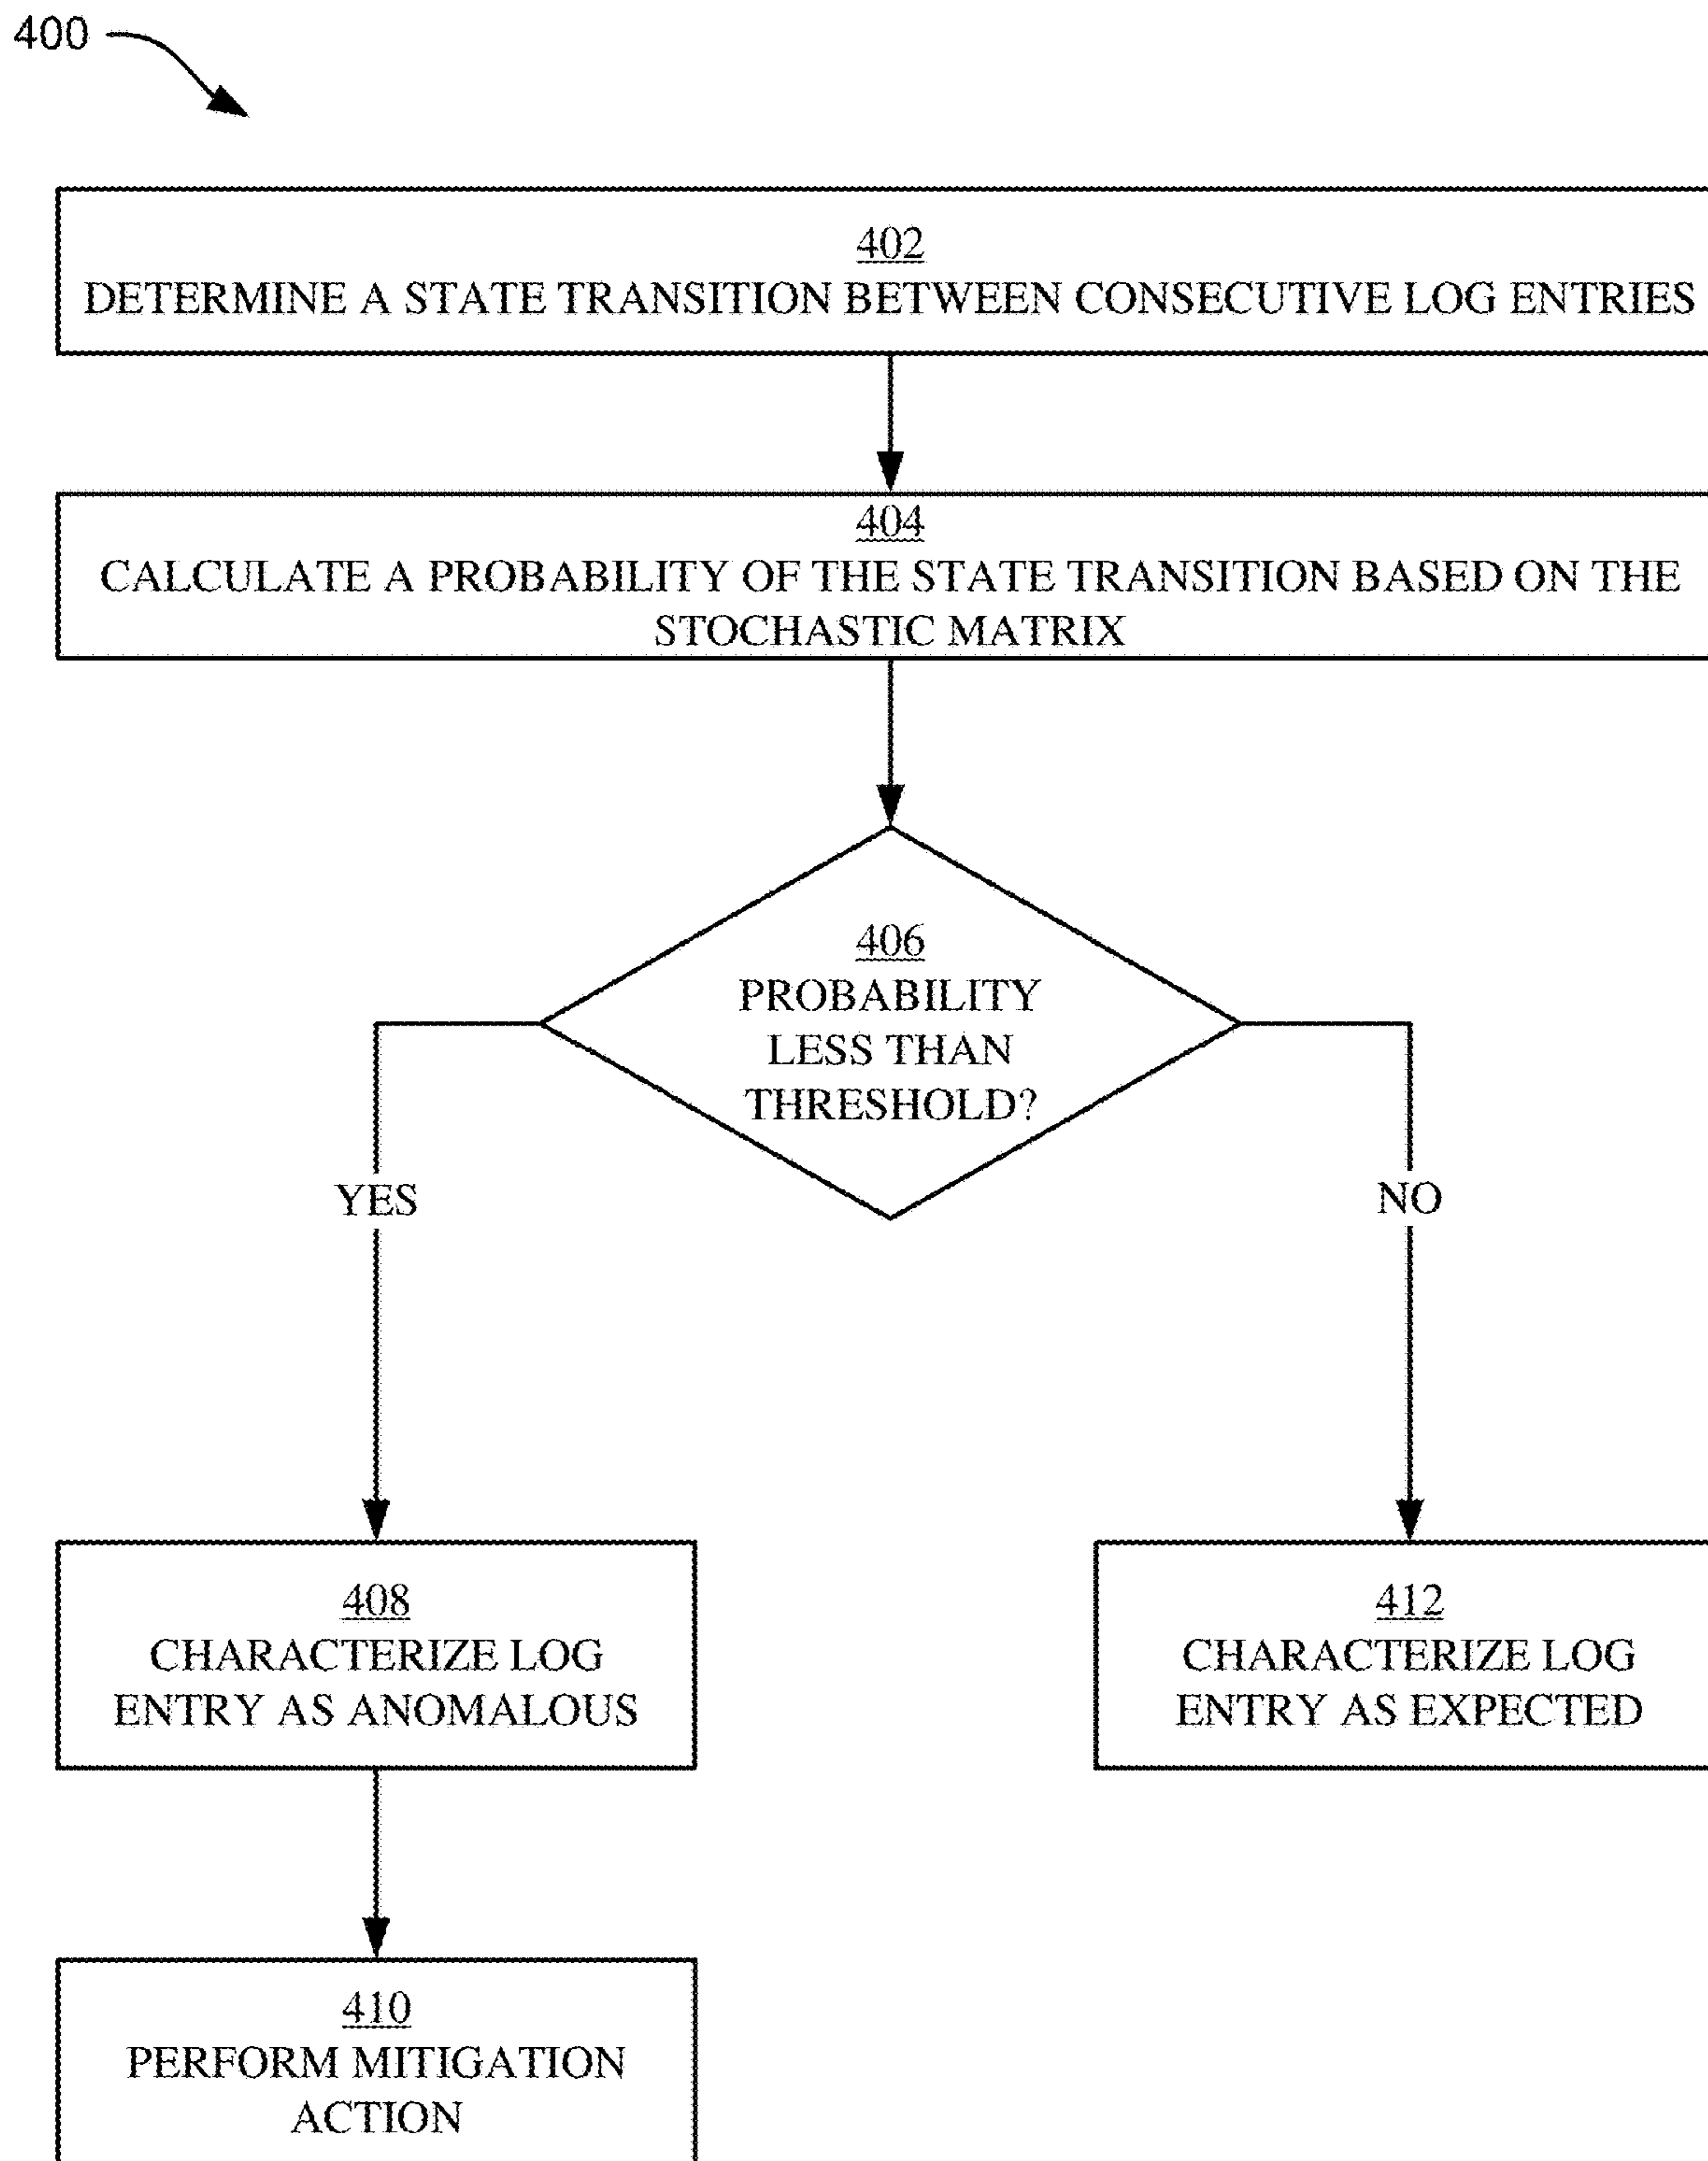 400
402
DETERMINE A STATE TRANSITION BETWEEN CONSECUTIVE LOG ENTRIES
404
CALCULATE A PROBABILITY OF THE STATE TRANSITION BASED ON THE
STOCHASTIC MATRIX
406
PROBABILITY
LESS THAN
THRESHOLD?
YES
NO
408
CHARACTERIZE LOG
ENTRY AS ANOMALOUS
412
CHARACTERIZE LOG
ENTRY AS EXPECTED
410
PERFORM MITIGATION
ACTION